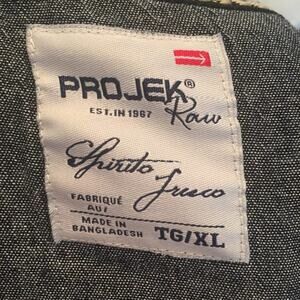 PROJEK®
EST. IN 1967 Raw
Spirito
Fresco
FABRIQUÉ
AU/
MADE IN
BANGLADESH TG/XL